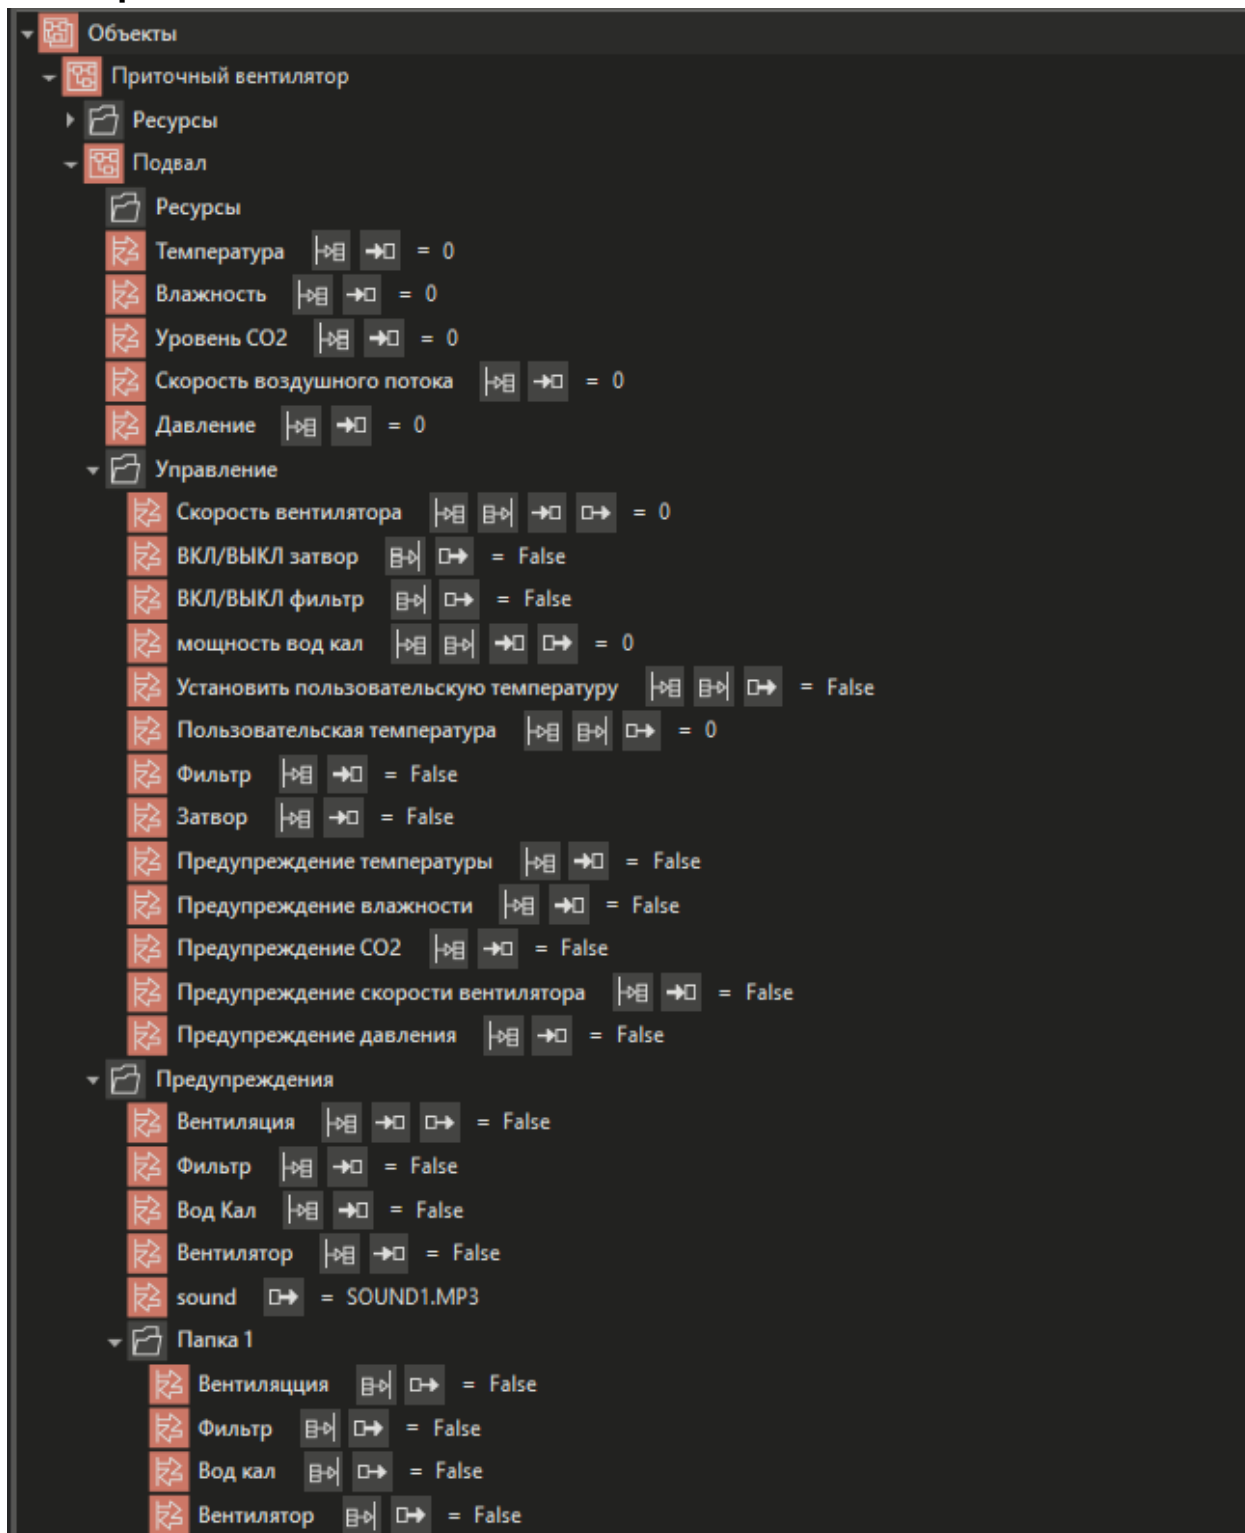 Объекты
Приточный вентилятор
Ресурсы
Подвал
Ресурсы
Температура = 0
Влажность = 0
Уровень CO2 = 0
Скорость воздушного потока = 0
Давление = 0
Управление
Скорость вентилятора = 0
ВКЛ/ВЫКЛ затвор = False
ВКЛ/ВЫКЛ фильтр = False
мощность вод кал = 0
Установить пользовательскую температуру = False
Пользовательская температура = 0
Фильтр = False
Затвор = False
Предупреждение температуры = False
Предупреждение влажности = False
Предупреждение CO2 = False
Предупреждение скорости вентилятора = False
Предупреждение давления = False
Предупреждения
Вентиляция = False
Фильтр = False
Вод Кал = False
Вентилятор = False
sound = SOUND1.MP3
Папка 1
Вентиляцция = False
Фильтр = False
Вод кал = False
Вентилятор = False